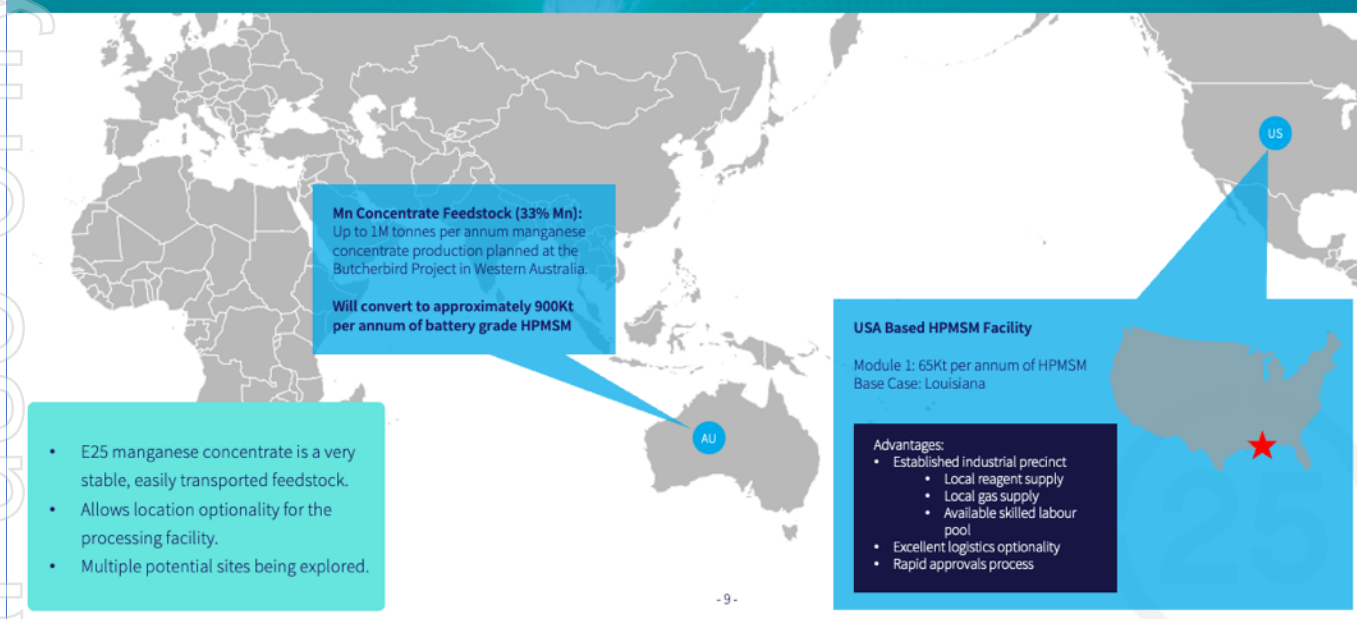 Mn Concentrate Feedstock (33% Mn):
Up to 1M tonnes per annum manganese
concentrate production planned at the
Butcherbird Project in Western Australia.
Will convert to approximately 900Kt
per annum of battery grade HPMSM
AU
US
USA Based HPMSM Facility
Module 1: 65Kt per annum of HPMSM
Base Case: Louisiana
Advantages:
• Established industrial precinct
• Local reagent supply
• Local gas supply
• Available skilled labour
pool
• Excellent logistics optionality
• Rapid approvals process
25
• E25 manganese concentrate is a very
stable, easily transported feedstock.
• Allows location optionality for the
processing facility.
• Multiple potential sites being explored.
- 9 -